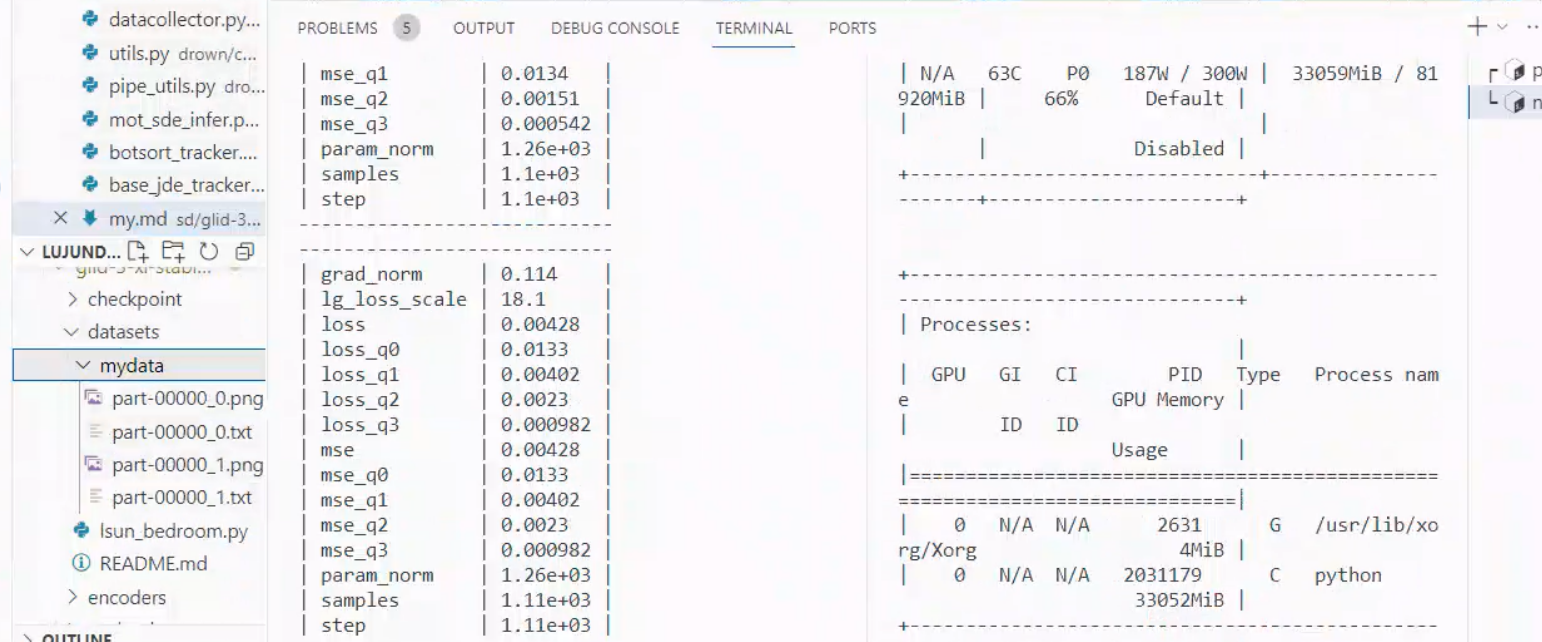 datacollector.py...
utils.py drown/c...
pipe_utils.py dro...
mot_sde_infer.p...
botsort_tracker....
base_jde_tracker...
my.md sd/glid-3...
LUJUND...
checkpoint
datasets
mydata
part-00000_0.png
part-00000_0.txt
part-00000_1.png
part-00000_1.txt
lsun_bedroom.py
README.md
encoders
OUTLINE
PROBLEMS 5 OUTPUT DEBUG CONSOLE TERMINAL PORTS
| mse_q1 | 0.0134 |
| mse_q2 | 0.00151 |
| mse_q3 | 0.000542 |
| param_norm | 1.26e+03 |
| samples | 1.1e+03 |
| step | 1.1e+03 |
----------------------------
----------------------------
| grad_norm | 0.114 |
| lg_loss_scale | 18.1 |
| loss | 0.00428 |
| loss_q0 | 0.0133 |
| loss_q1 | 0.00402 |
| loss_q2 | 0.0023 |
| loss_q3 | 0.000982 |
| mse | 0.00428 |
| mse_q0 | 0.0133 |
| mse_q1 | 0.00402 |
| mse_q2 | 0.0023 |
| mse_q3 | 0.000982 |
| param_norm | 1.26e+03 |
| samples | 1.11e+03 |
| step | 1.11e+03 |
| N/A 63C P0 187W / 300W | 33059MiB / 81
920MiB | 66% Default |
| |
| Disabled |
+-------------------------------+---------------
-------+----------------------+
+-----------------------------------------------
------------------------------+
| Processes:
|
| GPU GI CI PID Type Process nam
e GPU Memory |
| ID ID
Usage |
|===============================================
==============================|
| 0 N/A N/A 2631 G /usr/lib/xo
rg/Xorg 4MiB |
| 0 N/A N/A 2031179 C python
33052MiB |
+-----------------------------------------------